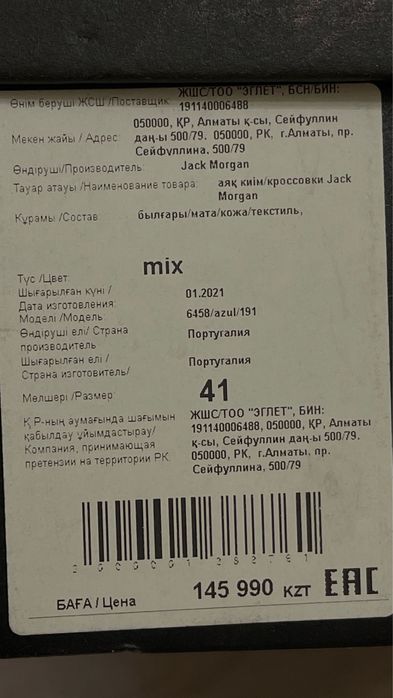 Өнім беруші ЖСШ /Поставщик: ЖШС/ТОО "ЭГЛЕТ", БСН/БИН: 191140006488
Мекен жайы / Адрес: 050000, ҚР, Алматы қ-сы, Сейфуллин
даң-ы 500/79. 050000, РК, г.Алматы, пр.
Сейфуллина, 500/79
Өндіруші/Производитель: Jack Morgan
Тауар атауы /Наименование товара: аяқ киім/кроссовки Jack
Morgan
Құрамы /Состав: былғары/мата/кожа/текстиль,
Түс /Цвет: mix
Шығарылған күні /
Дата изготовления: 01.2021
Моделі /Модель: 6458/azul/191
Өндіруші елі/ Страна
производитель Португалия
Шығарылған елі /
Страна изготовитель/ Португалия
Мөлшері /Размер: 41
Қ Р-ның аумағында шағымын
қабылдау ұйымдастырау/
Компания, принимающая
претензии на территории РК.
ЖШС/ТОО "ЭГЛЕТ", БИН:
191140006488, 050000, ҚР, Алматы
қ-сы, Сейфуллин даң-ы 500/79.
050000, РК, г.Алматы, пр.
Сейфуллина, 500/79
БАҒА / Цена 145 990 KZT EAC